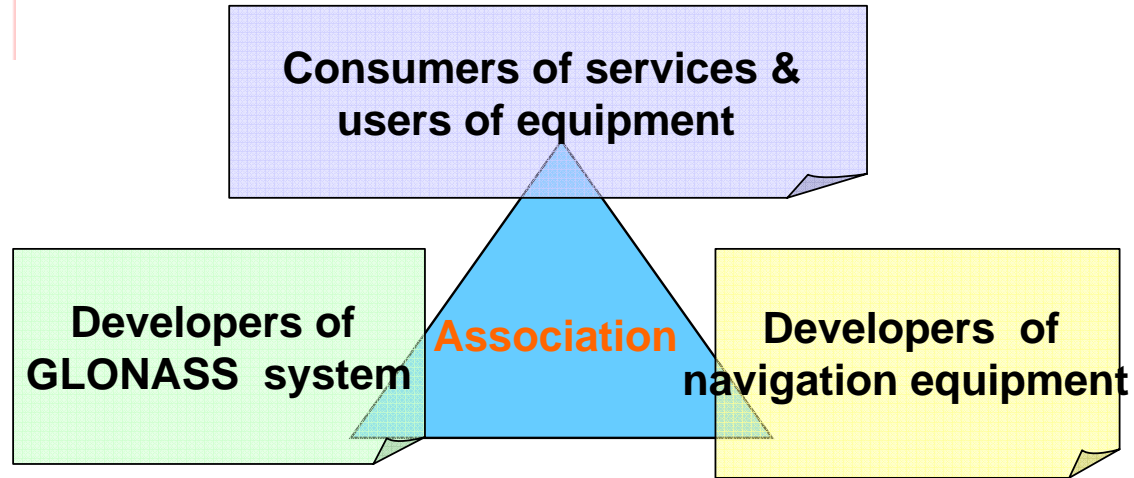 Consumers of services &
users of equipment
Developers of
GLONASS system
Association
Developers of
navigation equipment